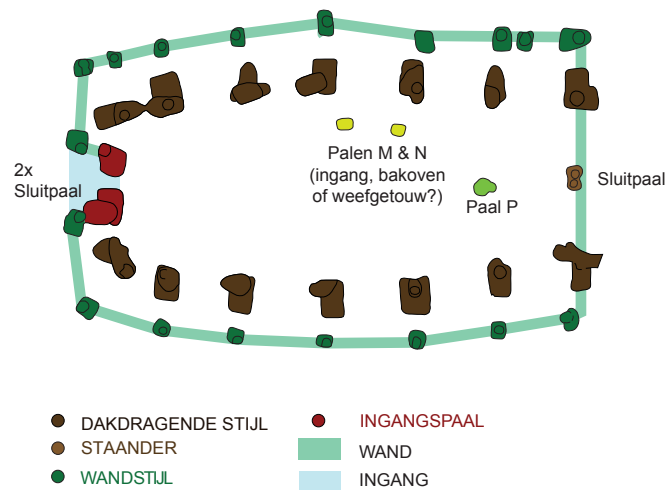 2x
Sluitpaal
Palen M & N
(ingang, bakoven
of weefgetouw?)
Paal P
Sluitpaal
DAKDRAGENDE STIJL
STAANDER
WANDSTIJL
INGANGSPAAL
WAND
INGANG